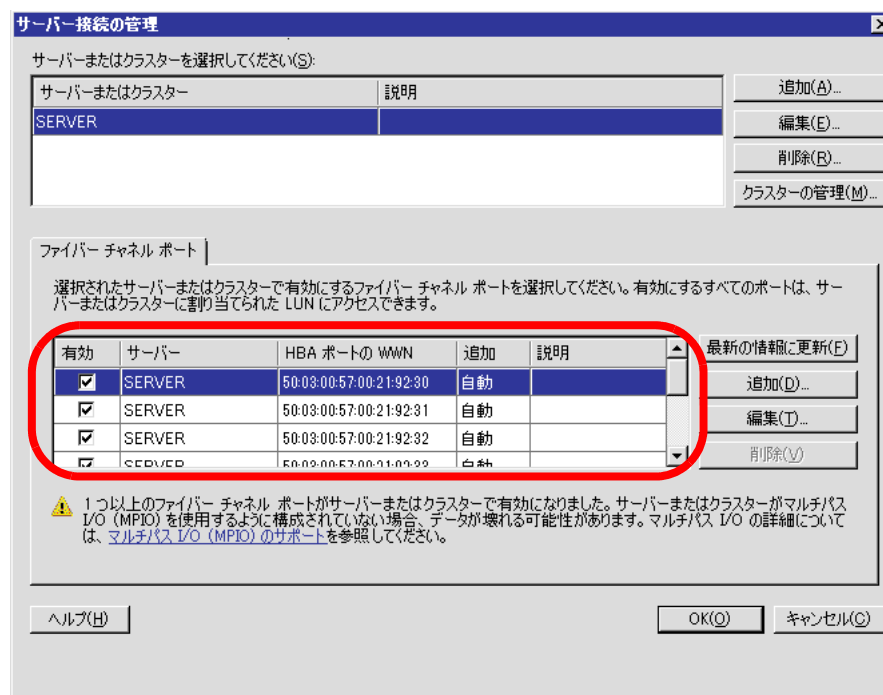 サーバー接続の管理
サーバーまたはクラスターを選択してください(S):
サーバーまたはクラスター 説明
SERVER
追加(A)...
編集(E)...
削除(R)...
クラスターの管理(M)...
ファイバー チャネル ポート
選択されたサーバーまたはクラスターで有効にするファイバー チャネル ポートを選択してください。有効にするすべてのポートは、サー
バーまたはクラスターに割り当てられた LUN にアクセスできます。
有効 サーバー HBA ポートの WWN 追加 説明
SERVER 50:03:00:57:00:21:92:30 自動
SERVER 50:03:00:57:00:21:92:31 自動
SERVER 50:03:00:57:00:21:92:32 自動
SERVER 50:03:00:57:00:21:92:33 自動
最新の情報に更新(F)
追加(D)...
編集(T)...
削除(V)
1 つ以上のファイバー チャネル ポートがサーバーまたはクラスターで有効になりました。サーバーまたはクラスターがマルチパス
I/O (MPIO) を使用するように構成されていない場合、データが壊れる可能性があります。マルチパス I/O の詳細について
は、マルチパス I/O (MPIO) のサポートを参照してください。
ヘルプ(H)
OK(O)
キャンセル(C)